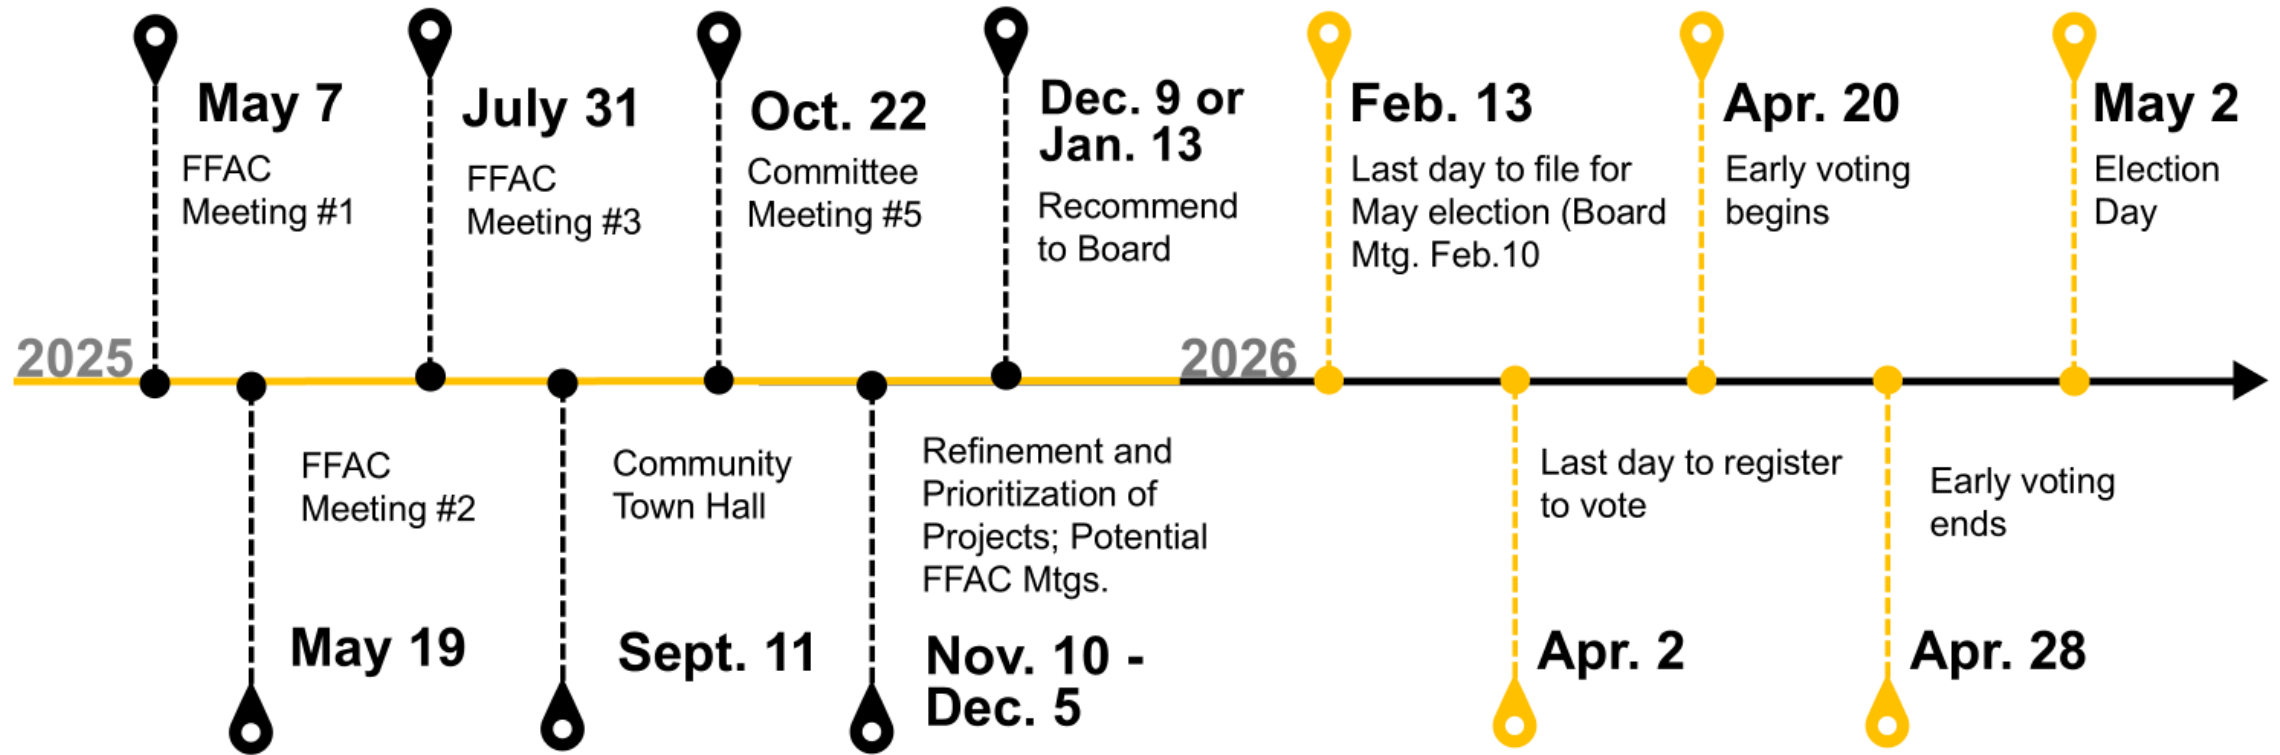 May 7
FFAC
Meeting #1
July 31
FFAC
Meeting #3
Oct. 22
Committee
Meeting #5
Dec. 9 or
Jan. 13
Recommend
to Board
Feb. 13
Last day to file for
May election (Board
Mtg. Feb.10
Apr. 20
Early voting
begins
May 2
Election
Day
2025
2026
FFAC
Meeting #2
May 19
Community
Town Hall
Sept. 11
Refinement and
Prioritization of
Projects; Potential
FFAC Mtgs.
Nov. 10 -
Dec. 5
Last day to register
to vote
Apr. 2
Early voting
ends
Apr. 28